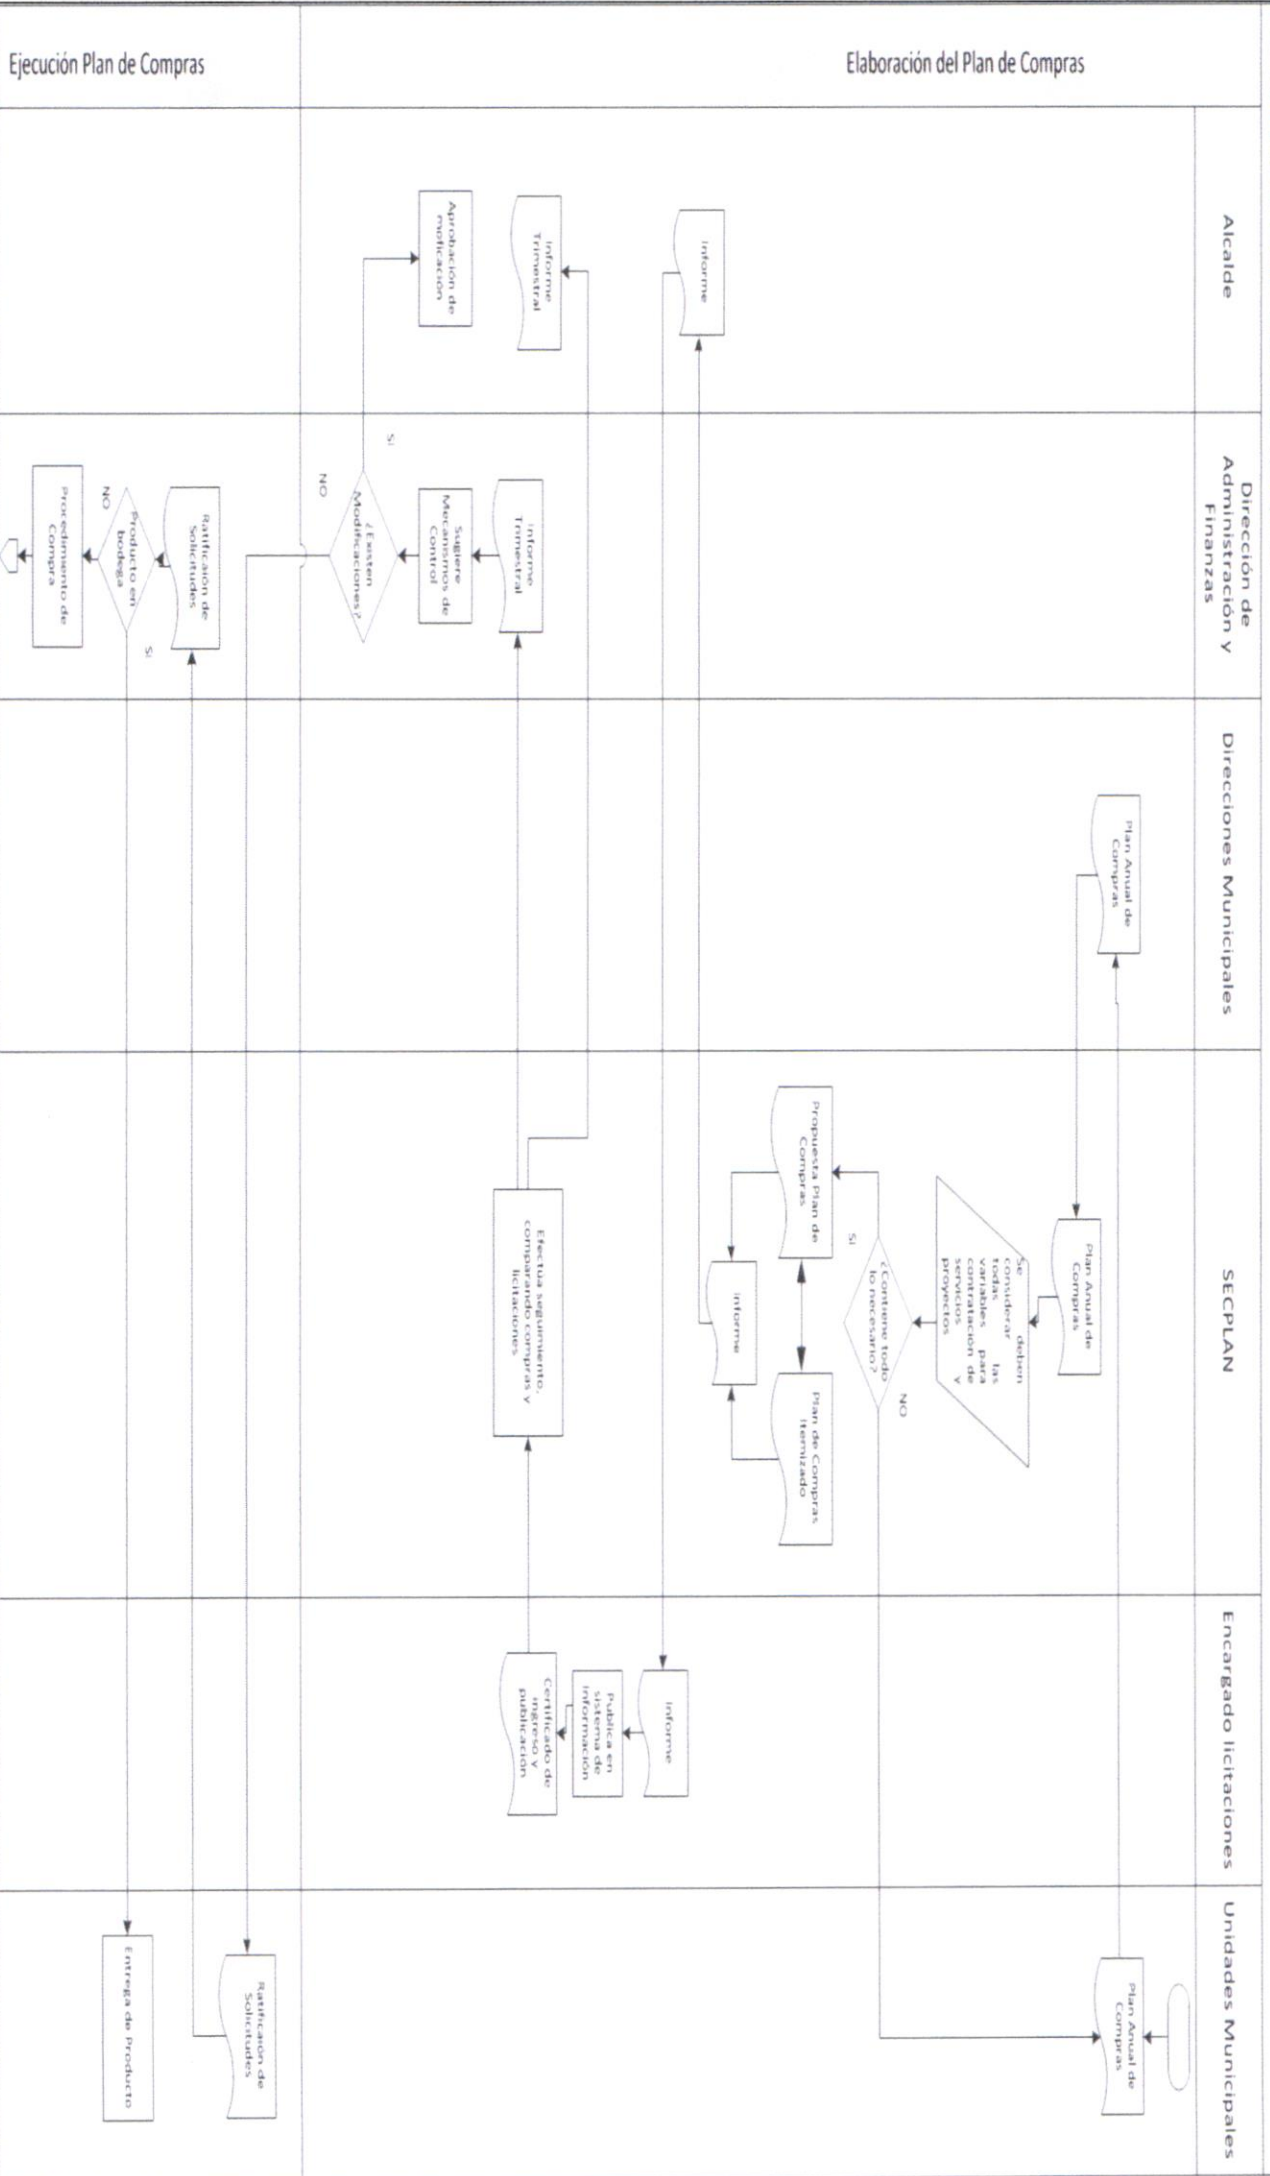 Elaboración del Plan de Compras
Ejecución Plan de Compras
Alcalde
Dirección de
Administración y
Finanzas
Direcciones Municipales
SECPLAN
Encargado licitaciones
Unidades Municipales
Plan Anual de
Compras
Plan Anual de
Compras
Plan Anual de
Compras
Se deben
considerar
todas las
variables para
contratación de
servicios y
proyectos
¿Contiene todo
lo necesario?
SI
NO
Propuesta Plan de
Compras
Plan de Compras
Itemizado
Informe
Informe
Informe
Publica en
sistema de
información
Certificado de
ingreso y
publicación
Efectúa seguimiento,
comparando compras y
licitaciones
Informe
Trimestral
Informe
Trimestral
Sugiere
Mecanismos de
Control
¿Existen
Modificaciones?
SI
NO
Aprobación de
moficación
Ratificaión de
Solicitudes
Ratificaión de
Solicitudes
Producto en
bodega
SI
NO
Entrega de Producto
Procedimiento de
Compra